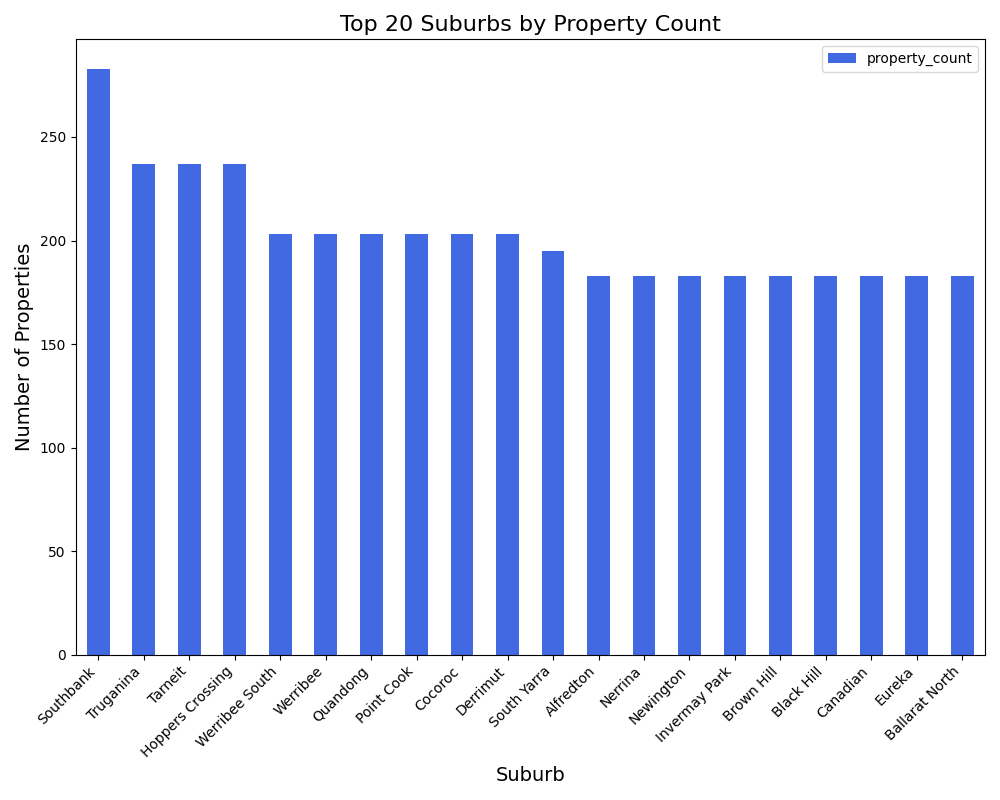 Top 20 Suburbs by Property Count
property_count
Number of Properties
250
200
150
100
50
0
Southbank
Truganina
Tarneit
Hoppers Crossing
Werribee South
Werribee
Quandong
Point Cook
Cocoroc
Derrimut
South Yarra
Alfredton
Nerrina
Newington
Invermay Park
Brown Hill
Black Hill
Canadian
Eureka
Ballarat North
Suburb